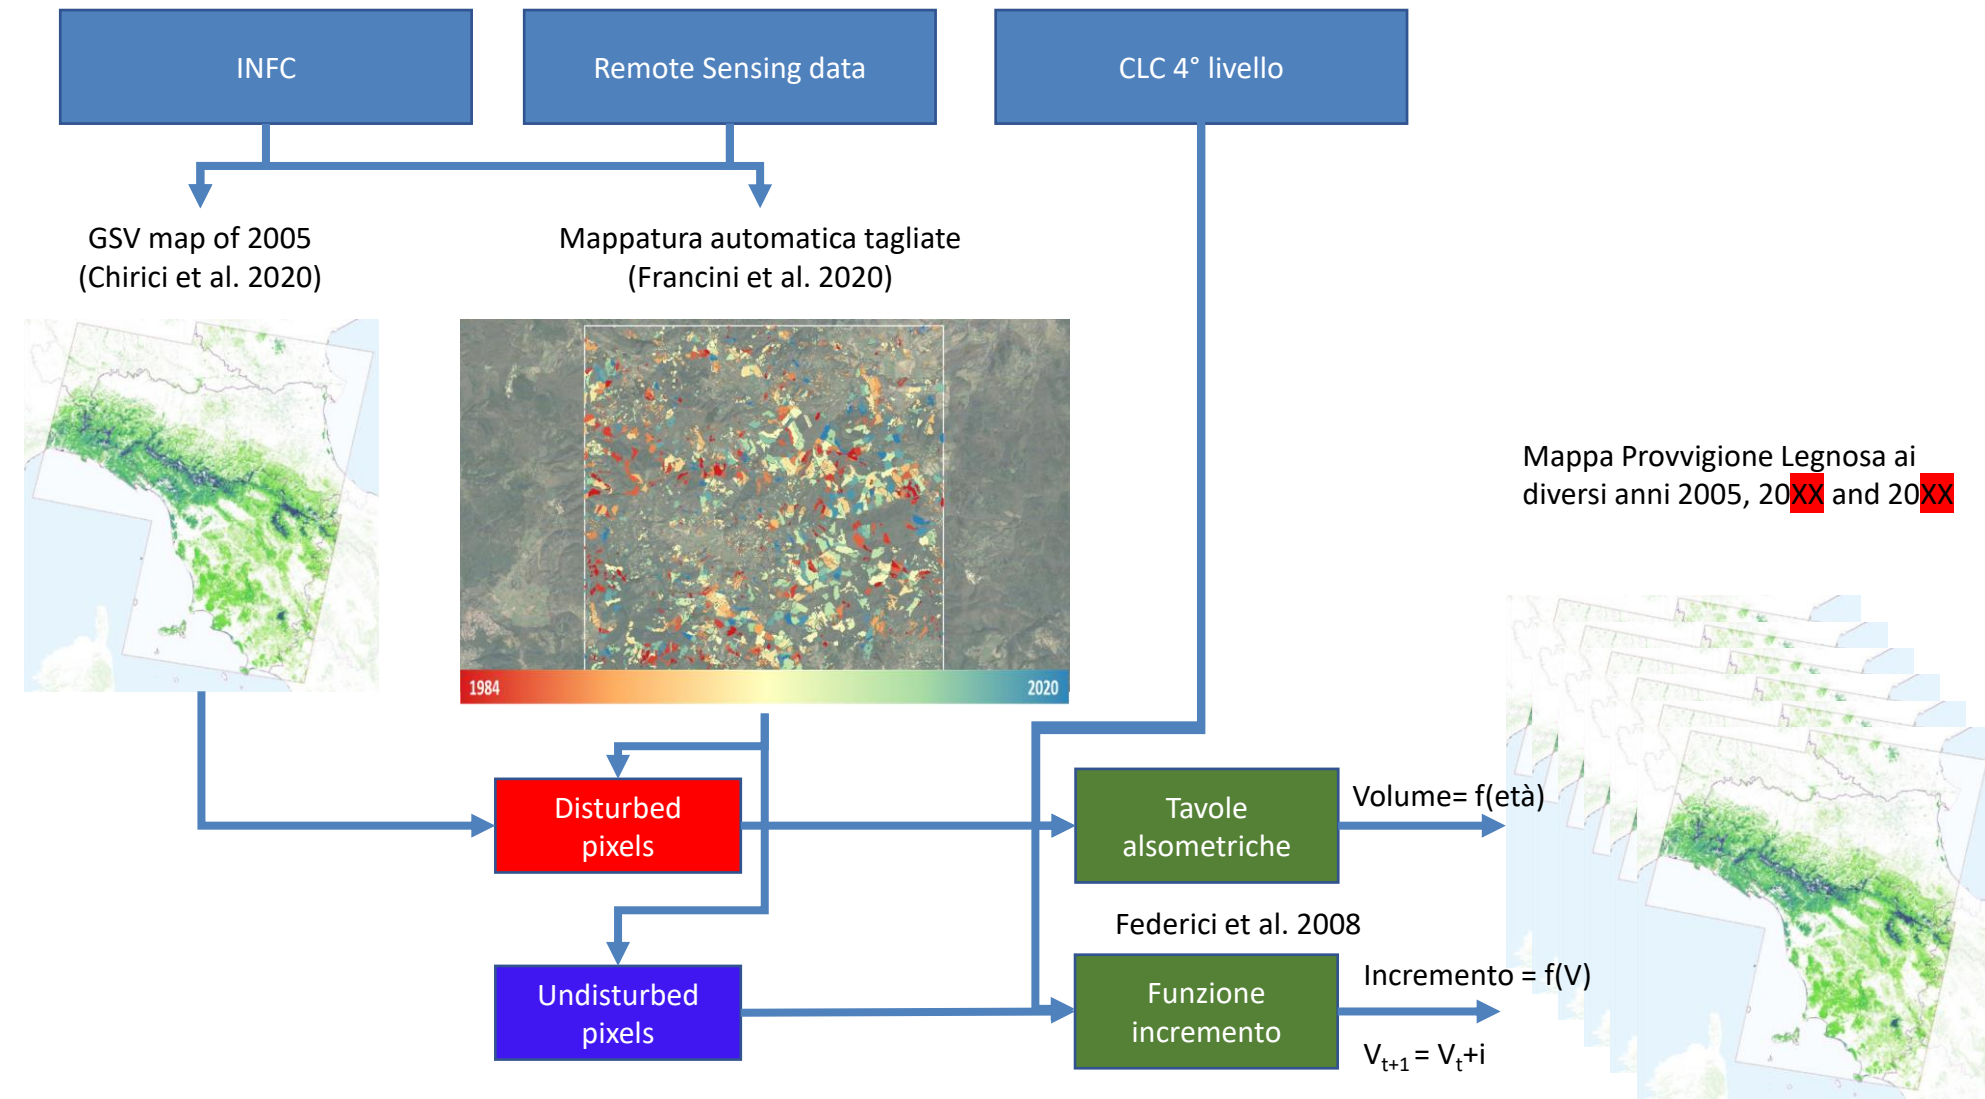 INFC
Remote Sensing data
CLC 4° livello
GSV map of 2005
(Chirici et al. 2020)
Mappatura automatica tagliate
(Francini et al. 2020)
1984
2020
Mappa Provvigione Legnosa ai
diversi anni 2005, 20XX and 20XX
Disturbed
pixels
Tavole
alsometriche
Volume= f(età)
Federici et al. 2008
Undisturbed
pixels
Funzione
incremento
Incremento = f(V)
Vt+1 = Vt+i